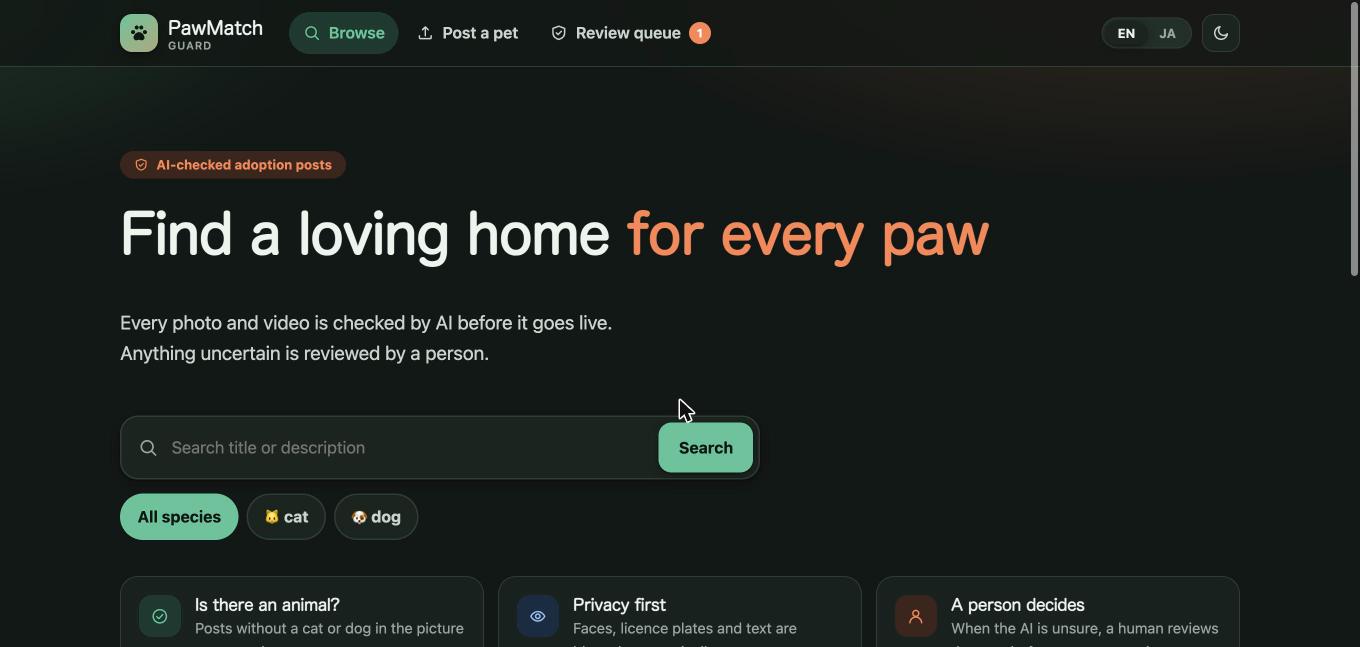 PawMatch
GUARD
Browse
Post a pet
Review queue 1
EN JA
AI-checked adoption posts
Find a loving home for every paw
Every photo and video is checked by AI before it goes live.
Anything uncertain is reviewed by a person.
Search title or description
Search
All species
cat
dog
Is there an animal?
Posts without a cat or dog in the picture
Privacy first
Faces, licence plates and text are
A person decides
When the AI is unsure, a human reviews